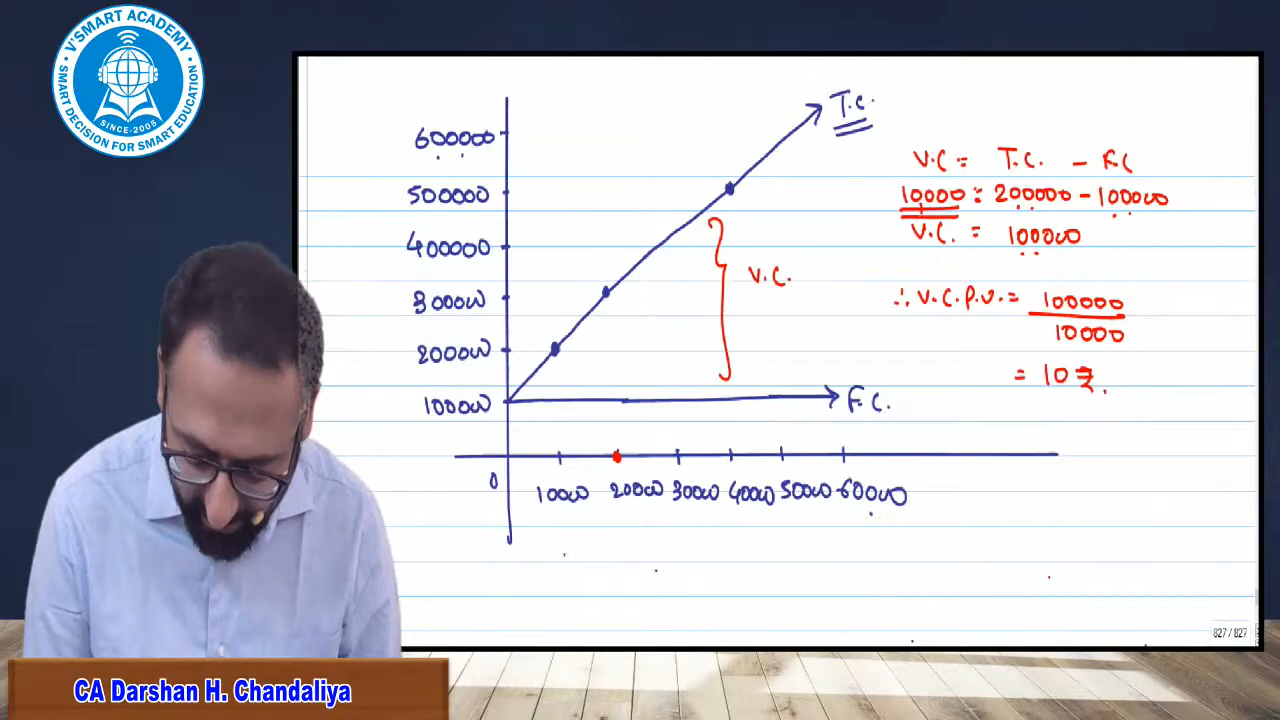 V'SMART ACADEMY
SMART DECISION FOR SMART EDUCATION
SINCE-2005
T.C.
600000
500000
400000
300000
200000
100000
F.C.
V.C.
0
10000 20000 30000 40000 50000 60000
V.C = T.C. - F.C
10000 : 200000 - 100000
V.C. = 100000
∴ V.C.P.U. = 100000
10000
= 10 ₹.
827 / 827
CA Darshan H. Chandaliya